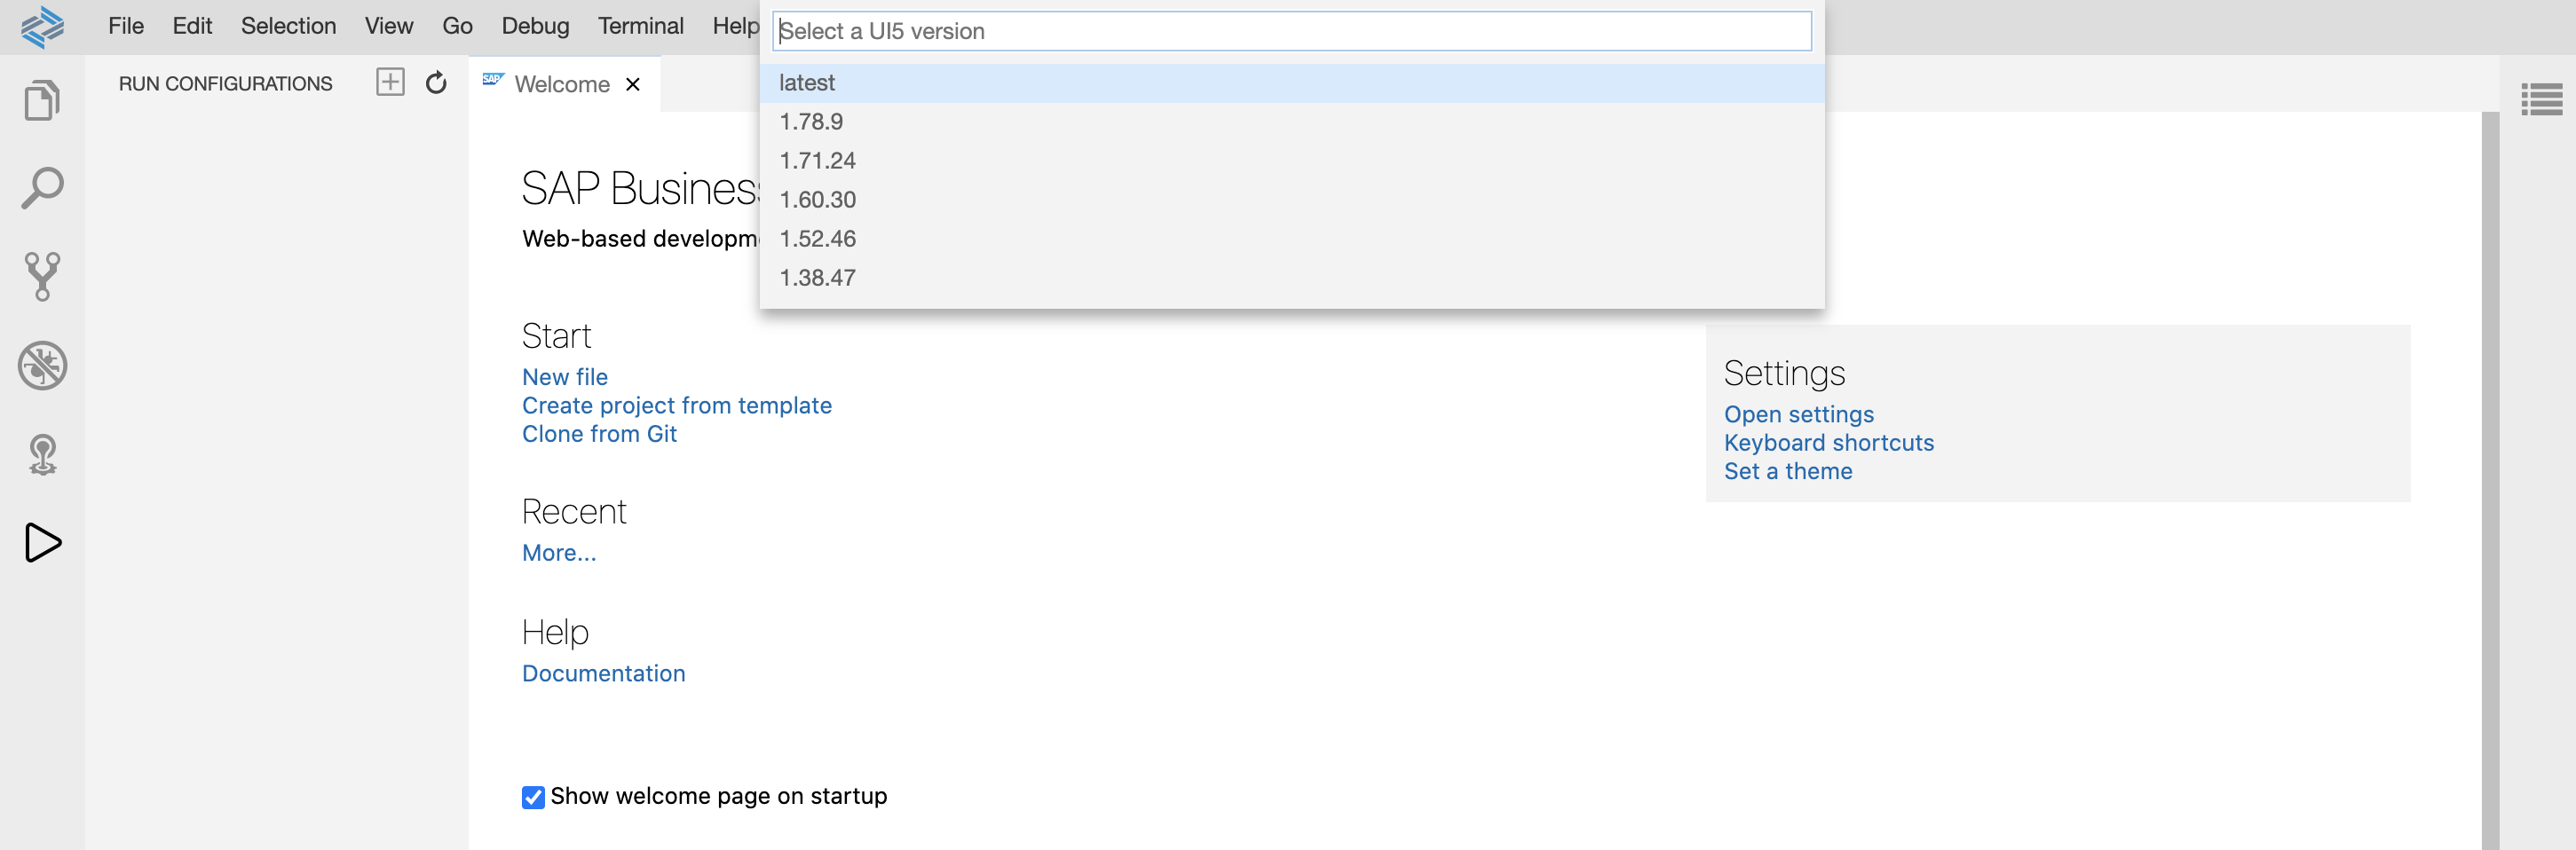 File Edit Selection View Go Debug Terminal Help
Select a UI5 version
RUN CONFIGURATIONS
SAP Welcome
latest
1.78.9
1.71.24
1.60.30
1.52.46
1.38.47
SAP Business
Web-based developm
Start
New file
Create project from template
Clone from Git
Recent
More...
Help
Documentation
Show welcome page on startup
Settings
Open settings
Keyboard shortcuts
Set a theme